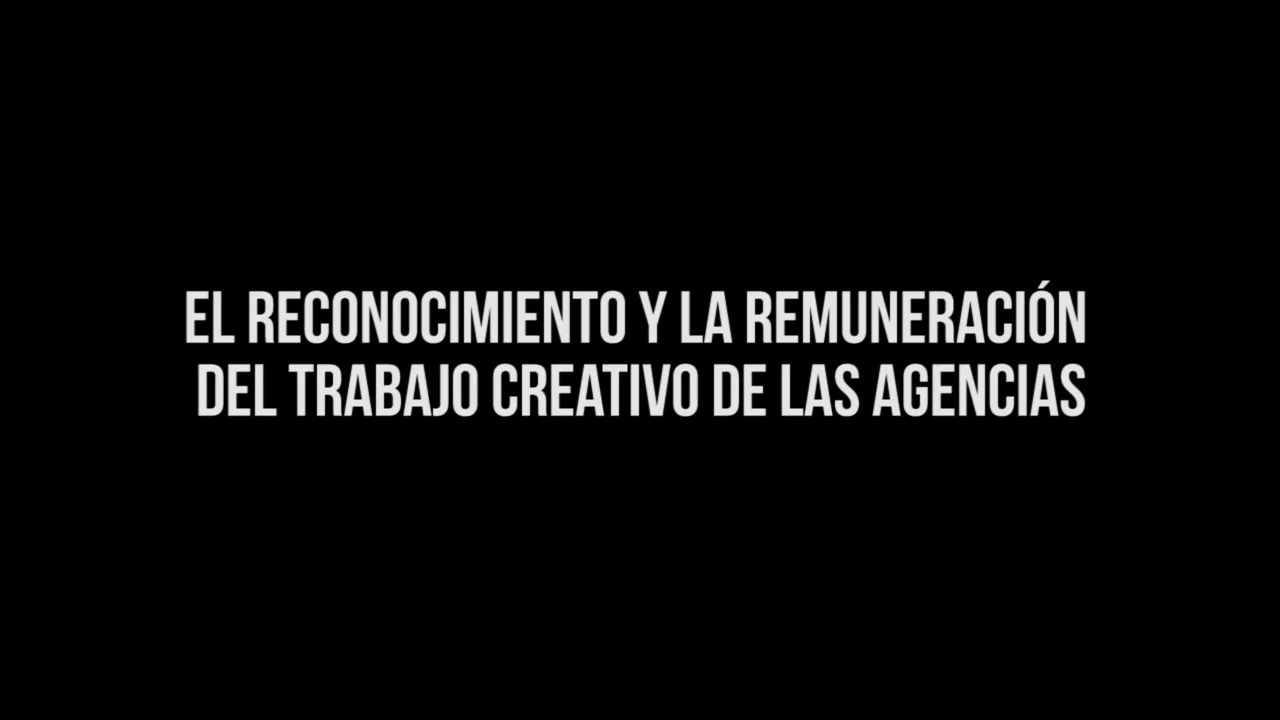 EL RECONOCIMIENTO Y LA REMUNERACIÓN
DEL TRABAJO CREATIVO DE LAS AGENCIAS